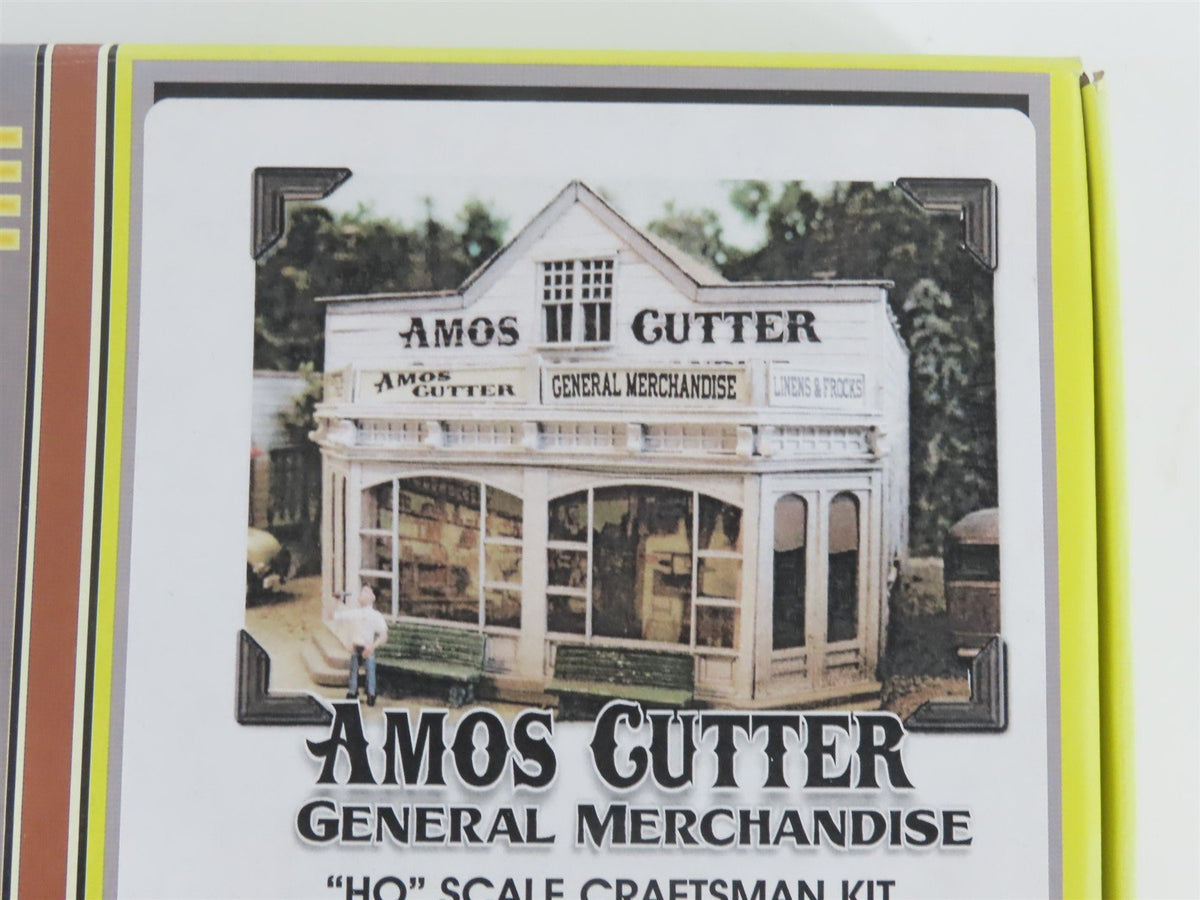 AMOS CUTTER
AMOS CUTTER
GENERAL MERCHANDISE
LINENS & FROCKS
AMOS CUTTER
GENERAL MERCHANDISE
"HO" SCALE CRAFTSMAN KIT